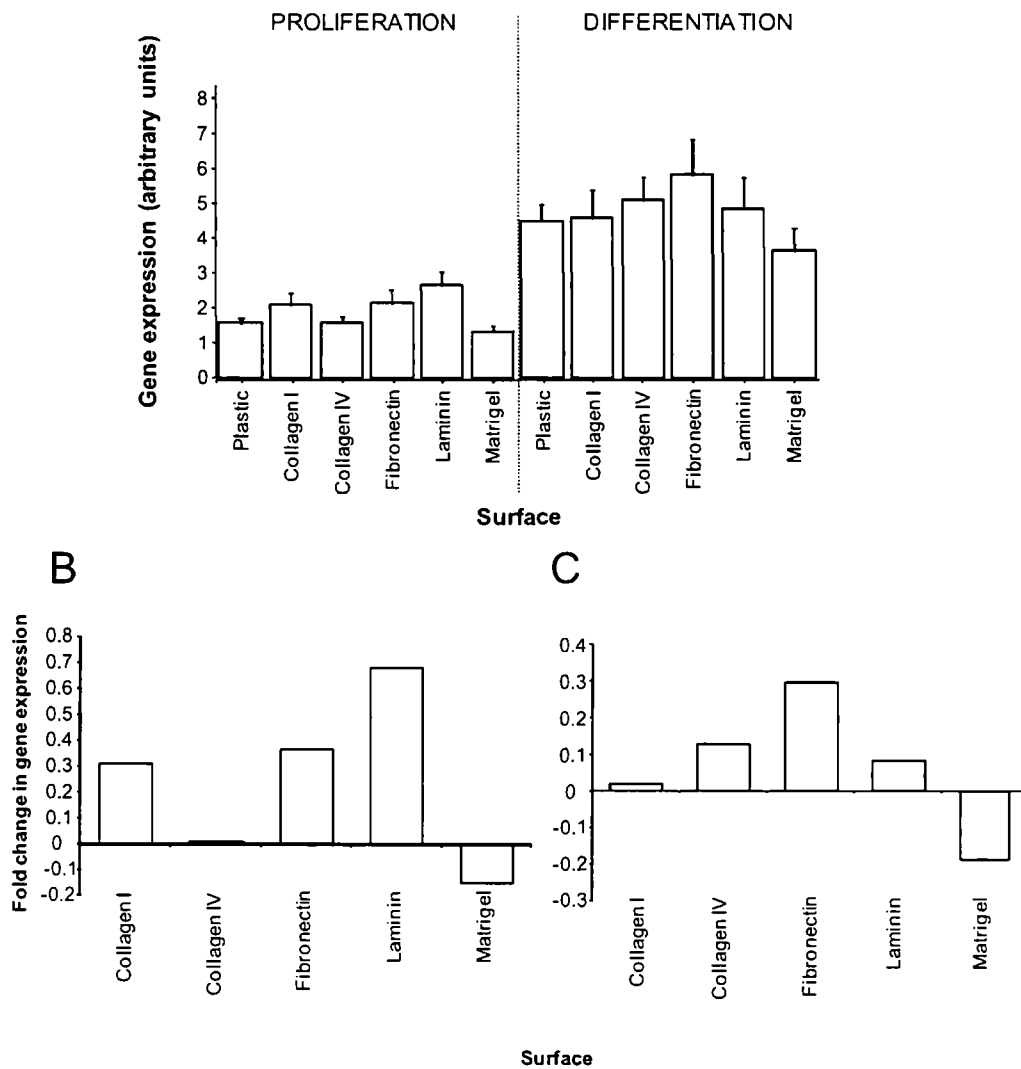 PROLIFERATION
DIFFERENTIATION
Gene expression (arbitrary units)
8
7
6
5
4
3
2
1
0
Plastic
Collagen I
Collagen IV
Fibronectin
Laminin
Matrigel
Plastic
Collagen I
Collagen IV
Fibronectin
Laminin
Matrigel
Surface
B
Fold change in gene expression
0.8
0.7
0.6
0.5
0.4
0.3
0.2
0.1
0
-0.1
-0.2
Collagen I
Collagen IV
Fibronectin
Laminin
Matrigel
C
0.4
0.3
0.2
0.1
0
-0.1
-0.2
-0.3
Collagen I
Collagen IV
Fibronectin
Laminin
Matrigel
Surface